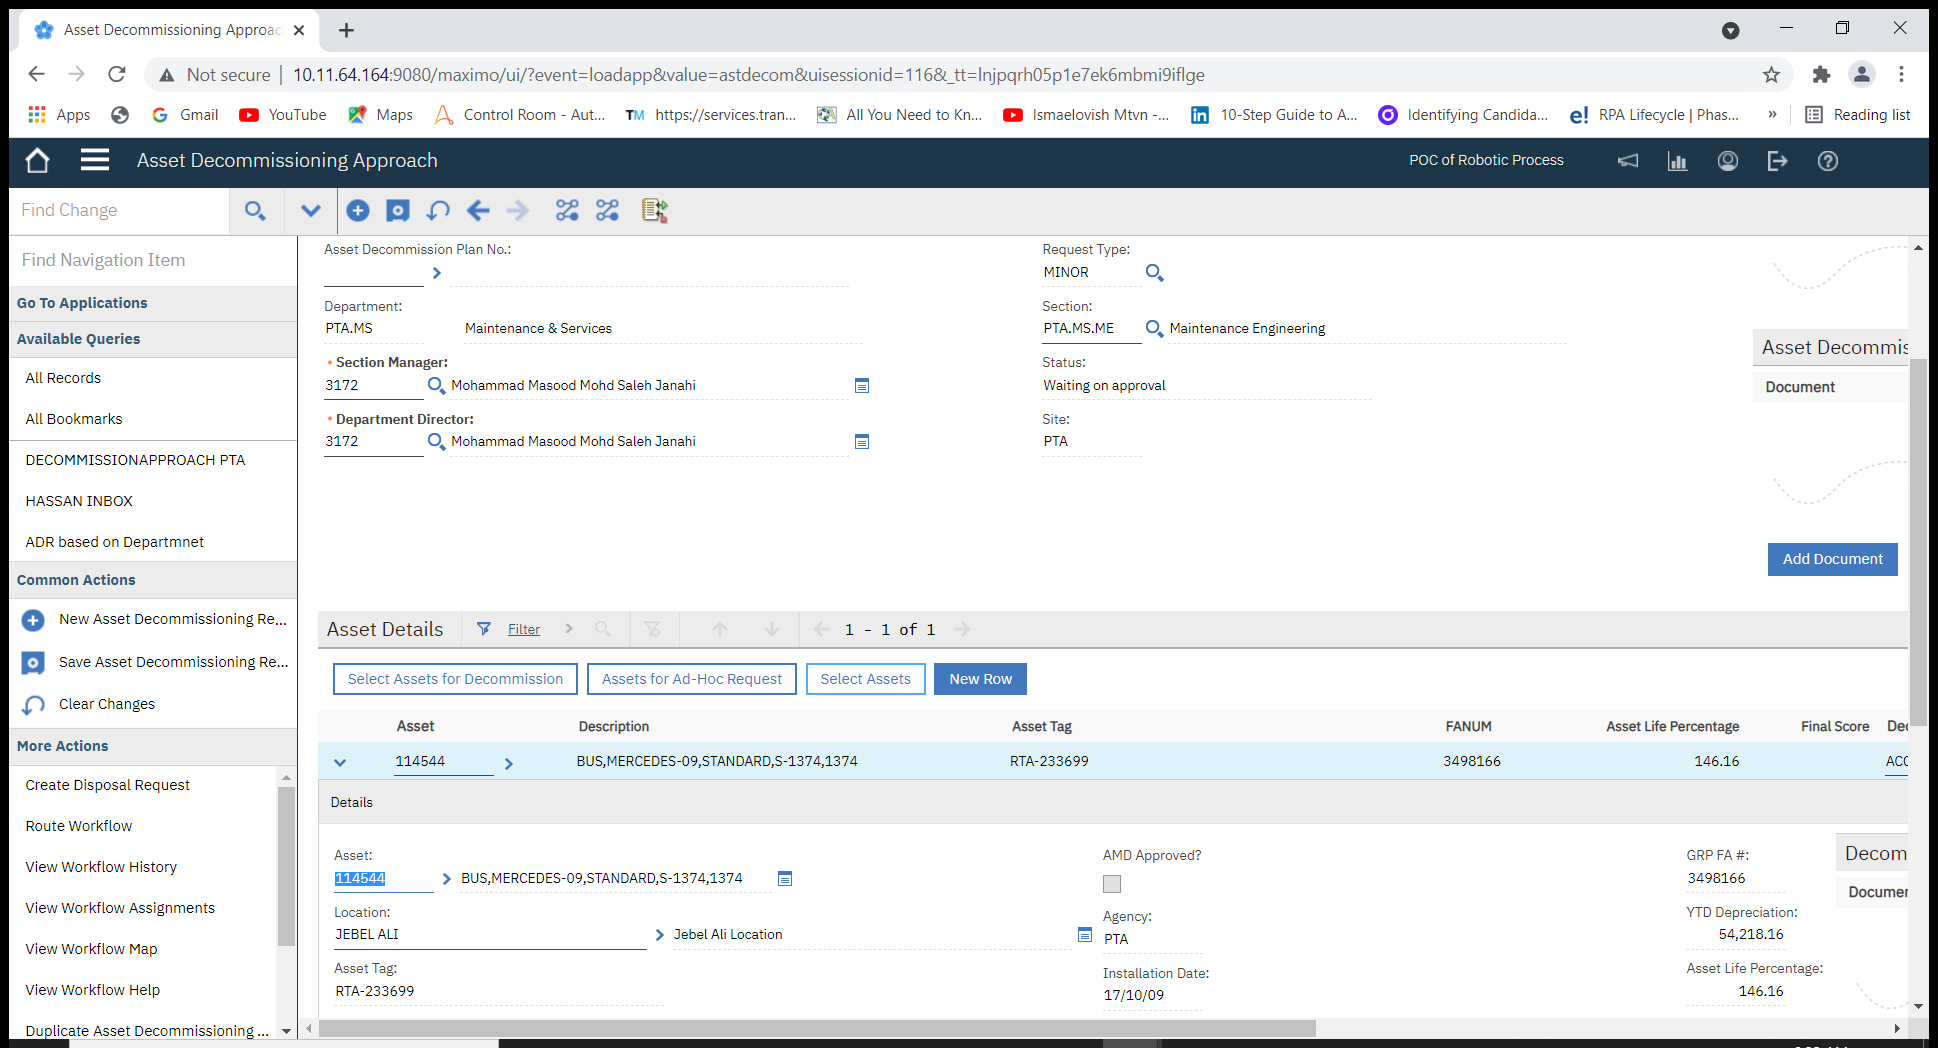 Asset Decommissioning Approac
Not secure | 10.11.64.164:9080/maximo/ui/?event=loadapp&value=astdecom&uisessionid=116&_tt=lnjpqrh05p1e7ek6mbmi9iflge
Apps Gmail YouTube Maps Control Room - Aut... TM https://services.tran... All You Need to Kn... Ismaelovish Mtvn -... in 10-Step Guide to A... Identifying Candida... e! RPA Lifecycle | Phas... » Reading list
Asset Decommissioning Approach POC of Robotic Process
Find Change
Find Navigation Item
Go To Applications
Available Queries
All Records
All Bookmarks
DECOMMISSIONAPPROACH PTA
HASSAN INBOX
ADR based on Departmnet
Common Actions
New Asset Decommissioning Re...
Save Asset Decommissioning Re...
Clear Changes
More Actions
Create Disposal Request
Route Workflow
View Workflow History
View Workflow Assignments
View Workflow Map
View Workflow Help
Duplicate Asset Decommissioning ...
Asset Decommission Plan No.:
Department:
PTA.MS Maintenance & Services
Section Manager:
3172 Mohammad Masood Mohd Saleh Janahi
Department Director:
3172 Mohammad Masood Mohd Saleh Janahi
Request Type:
MINOR
Section:
PTA.MS.ME Maintenance Engineering
Status:
Waiting on approval
Site:
PTA
Asset Decommis
Document
Add Document
Asset Details Filter 1 - 1 of 1
Select Assets for Decommission Assets for Ad-Hoc Request Select Assets New Row
Asset Description Asset Tag FANUM Asset Life Percentage Final Score Dec
114544 BUS,MERCEDES-09,STANDARD,S-1374,1374 RTA-233699 3498166 146.16 ACC
Details
Asset:
114544 BUS,MERCEDES-09,STANDARD,S-1374,1374
Location:
JEBEL ALI Jebel Ali Location
Asset Tag:
RTA-233699
AMD Approved?
Agency:
PTA
Installation Date:
17/10/09
GRP FA #:
3498166
YTD Depreciation:
54,218.16
Asset Life Percentage:
146.16
Decom
Documen